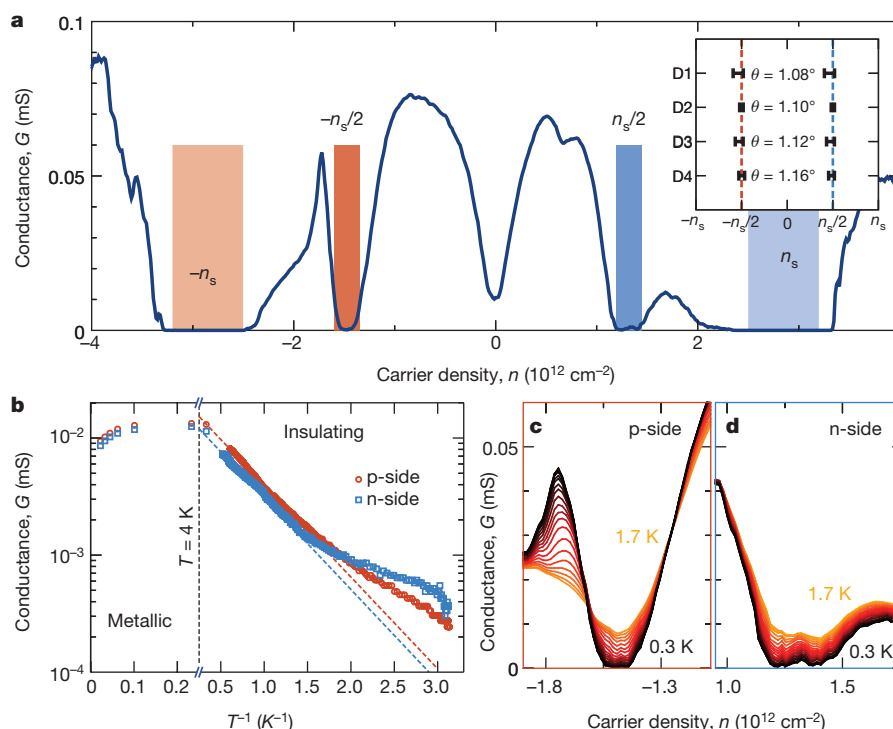 a
0.1
0.05
0
Conductance, G (mS)
–nₛ
–nₛ/2
nₛ/2
nₛ
D1
D2
D3
D4
θ = 1.08°
θ = 1.10°
θ = 1.12°
θ = 1.16°
–nₛ –nₛ/2 0 nₛ/2 nₛ
–4 –2 0 2
Carrier density, n (10¹² cm⁻²)
b
10⁻²
10⁻³
10⁻⁴
Conductance, G (mS)
Insulating
p-side
n-side
T = 4 K
Metallic
0 0.1 0.2 0.5 1.0 1.5 2.0 2.5 3.0
T⁻¹ (K⁻¹)
c p-side
0.05
0
Conductance, G (mS)
1.7 K
0.3 K
–1.8 –1.3
d n-side
1.7 K
0.3 K
1.0 1.5
Carrier density, n (10¹² cm⁻²)